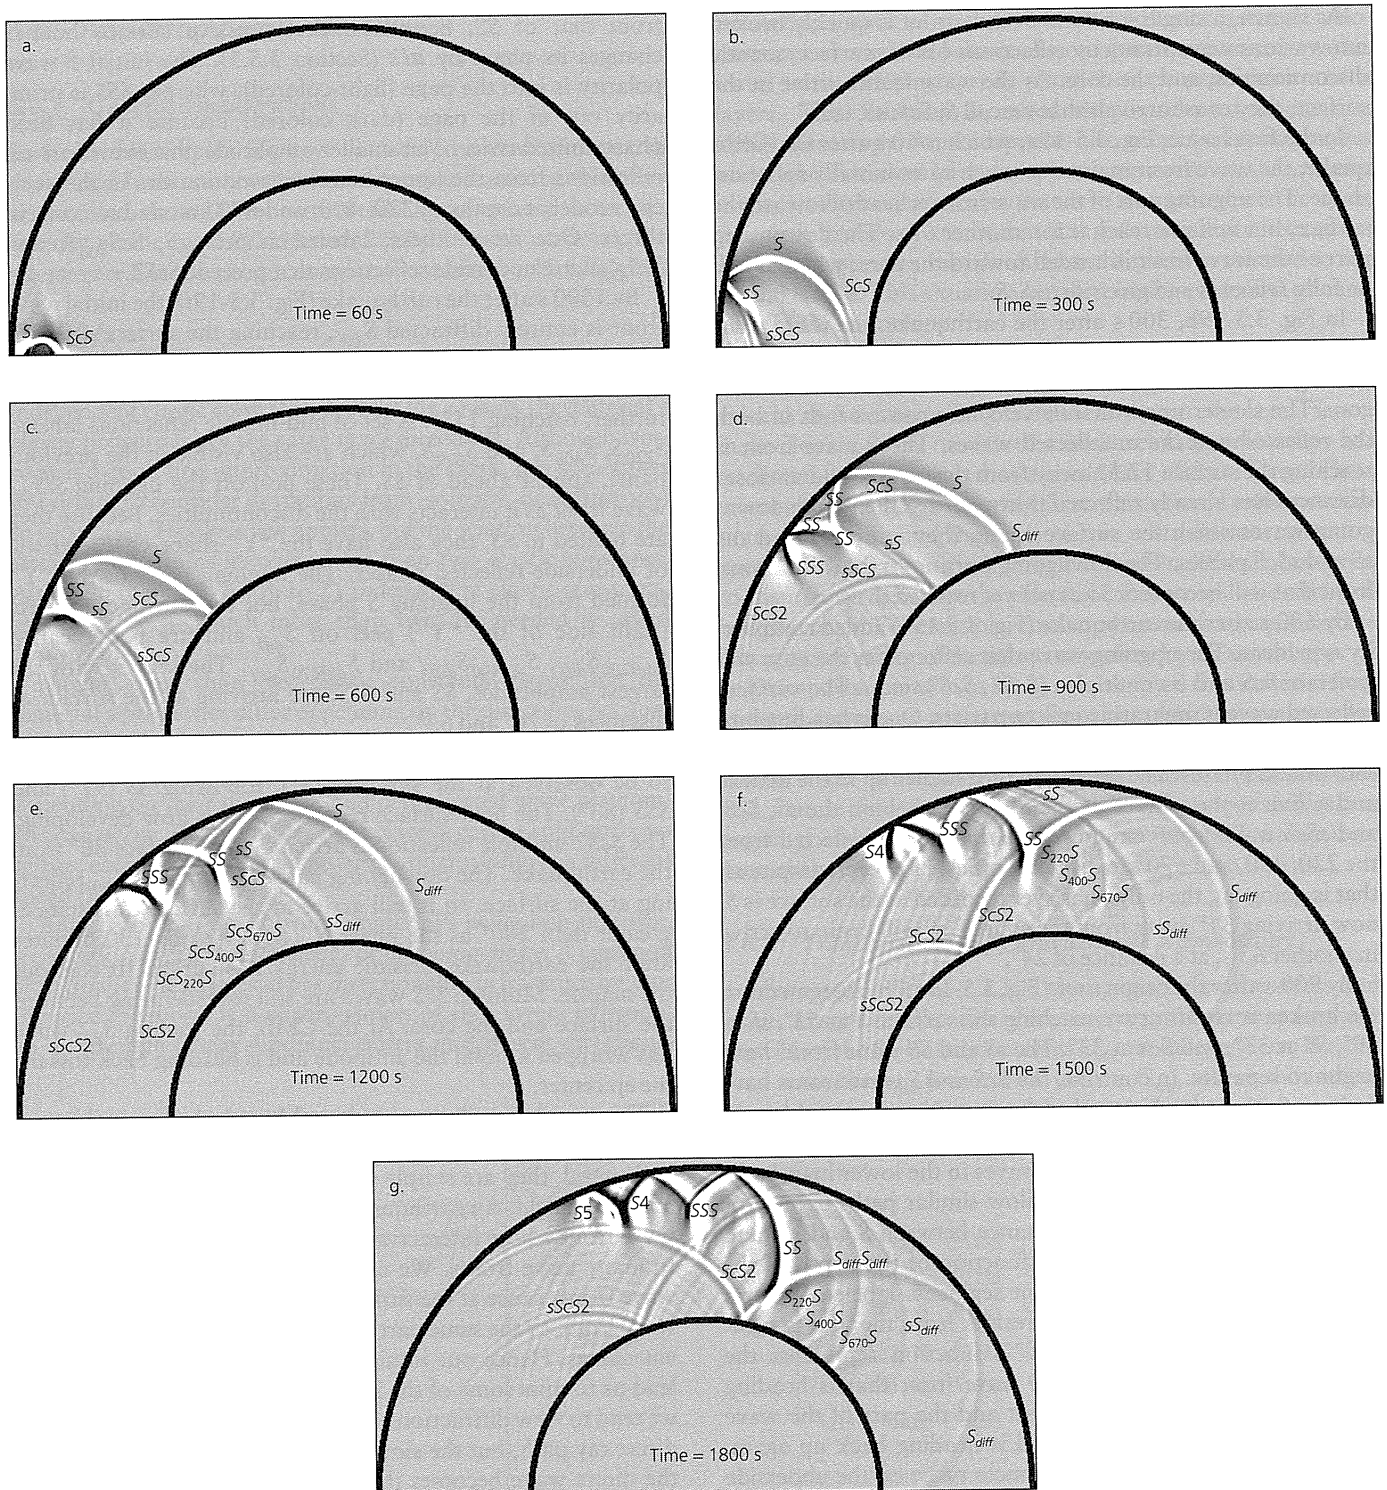 a.
S
ScS
Time = 60 s
b.
S
sS
ScS
sScS
Time = 300 s
c.
S
SS
sS
ScS
sScS
Time = 600 s
d.
ScS
S
SS
SS
SS
sS
Sdiff
SSS
sScS
ScS2
Time = 900 s
e.
S
sS
SS
SSS
sScS
Sdiff
sSdiff
ScS670S
ScS400S
ScS220S
ScS2
sScS2
Time = 1200 s
f.
sS
SSS
SS
S4
S220S
S400S
S670S
Sdiff
ScS2
sSdiff
ScS2
sScS2
Time = 1500 s
g.
S5
S4
SSS
SS
SdiffSdiff
ScS2
S220S
sScS2
S400S
sSdiff
S670S
Sdiff
Time = 1800 s